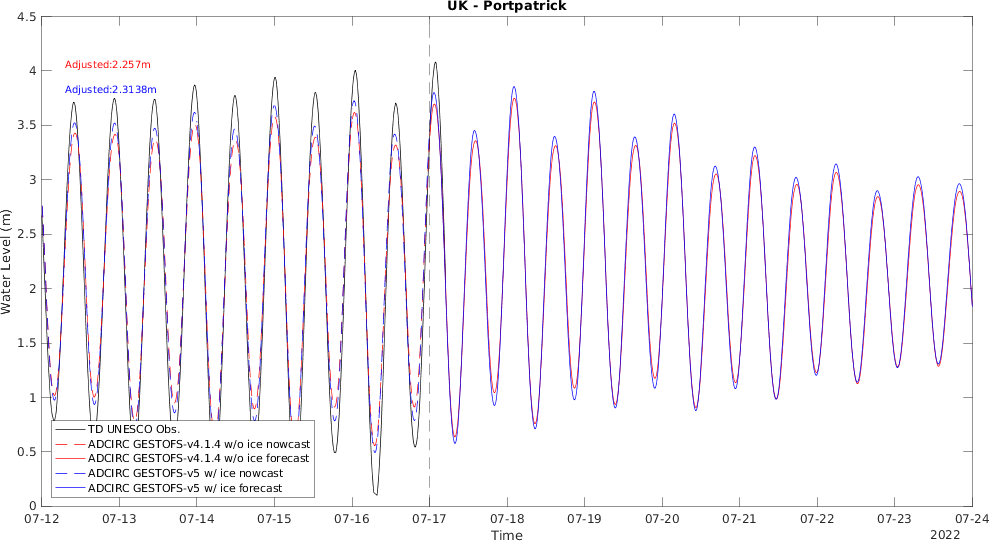 UK - Portpatrick
4.5
4
3.5
3
2.5
2
1.5
1
0.5
0
Water Level (m)
Adjusted:2.257m
Adjusted:2.3138m
TD UNESCO Obs.
ADCIRC GESTOFS-v4.1.4 w/o ice nowcast
ADCIRC GESTOFS-v4.1.4 w/o ice forecast
ADCIRC GESTOFS-v5 w/ ice nowcast
ADCIRC GESTOFS-v5 w/ ice forecast
07-12 07-13 07-14 07-15 07-16 07-17 07-18 07-19 07-20 07-21 07-22 07-23 07-24
Time
2022